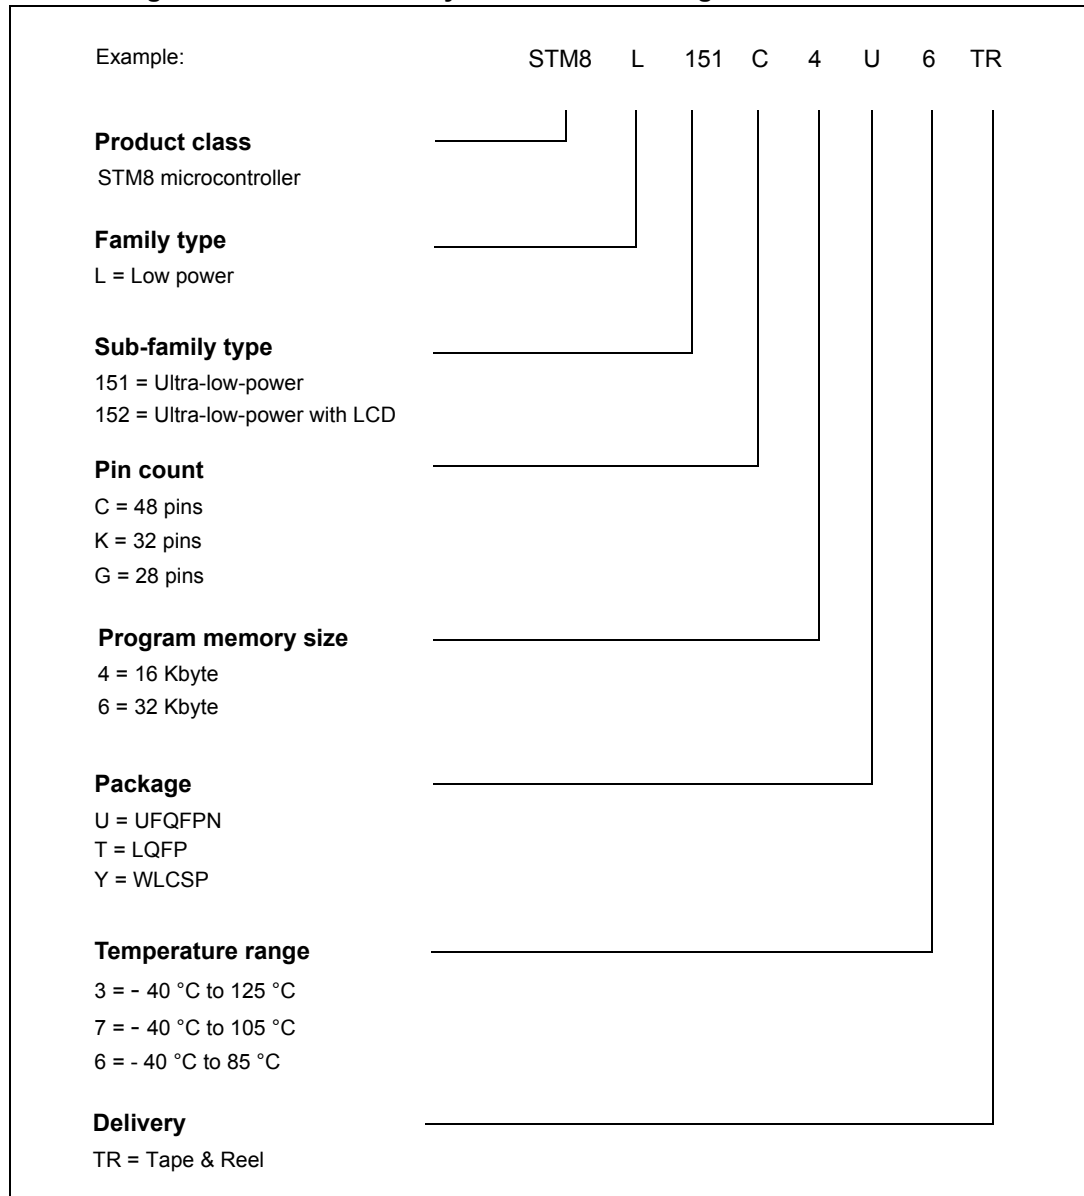 Example: STM8 L 151 C 4 U 6 TR
Product class
STM8 microcontroller
Family type
L = Low power
Sub-family type
151 = Ultra-low-power
152 = Ultra-low-power with LCD
Pin count
C = 48 pins
K = 32 pins
G = 28 pins
Program memory size
4 = 16 Kbyte
6 = 32 Kbyte
Package
U = UFQFPN
T = LQFP
Y = WLCSP
Temperature range
3 = - 40 °C to 125 °C
7 = - 40 °C to 105 °C
6 = - 40 °C to 85 °C
Delivery
TR = Tape & Reel